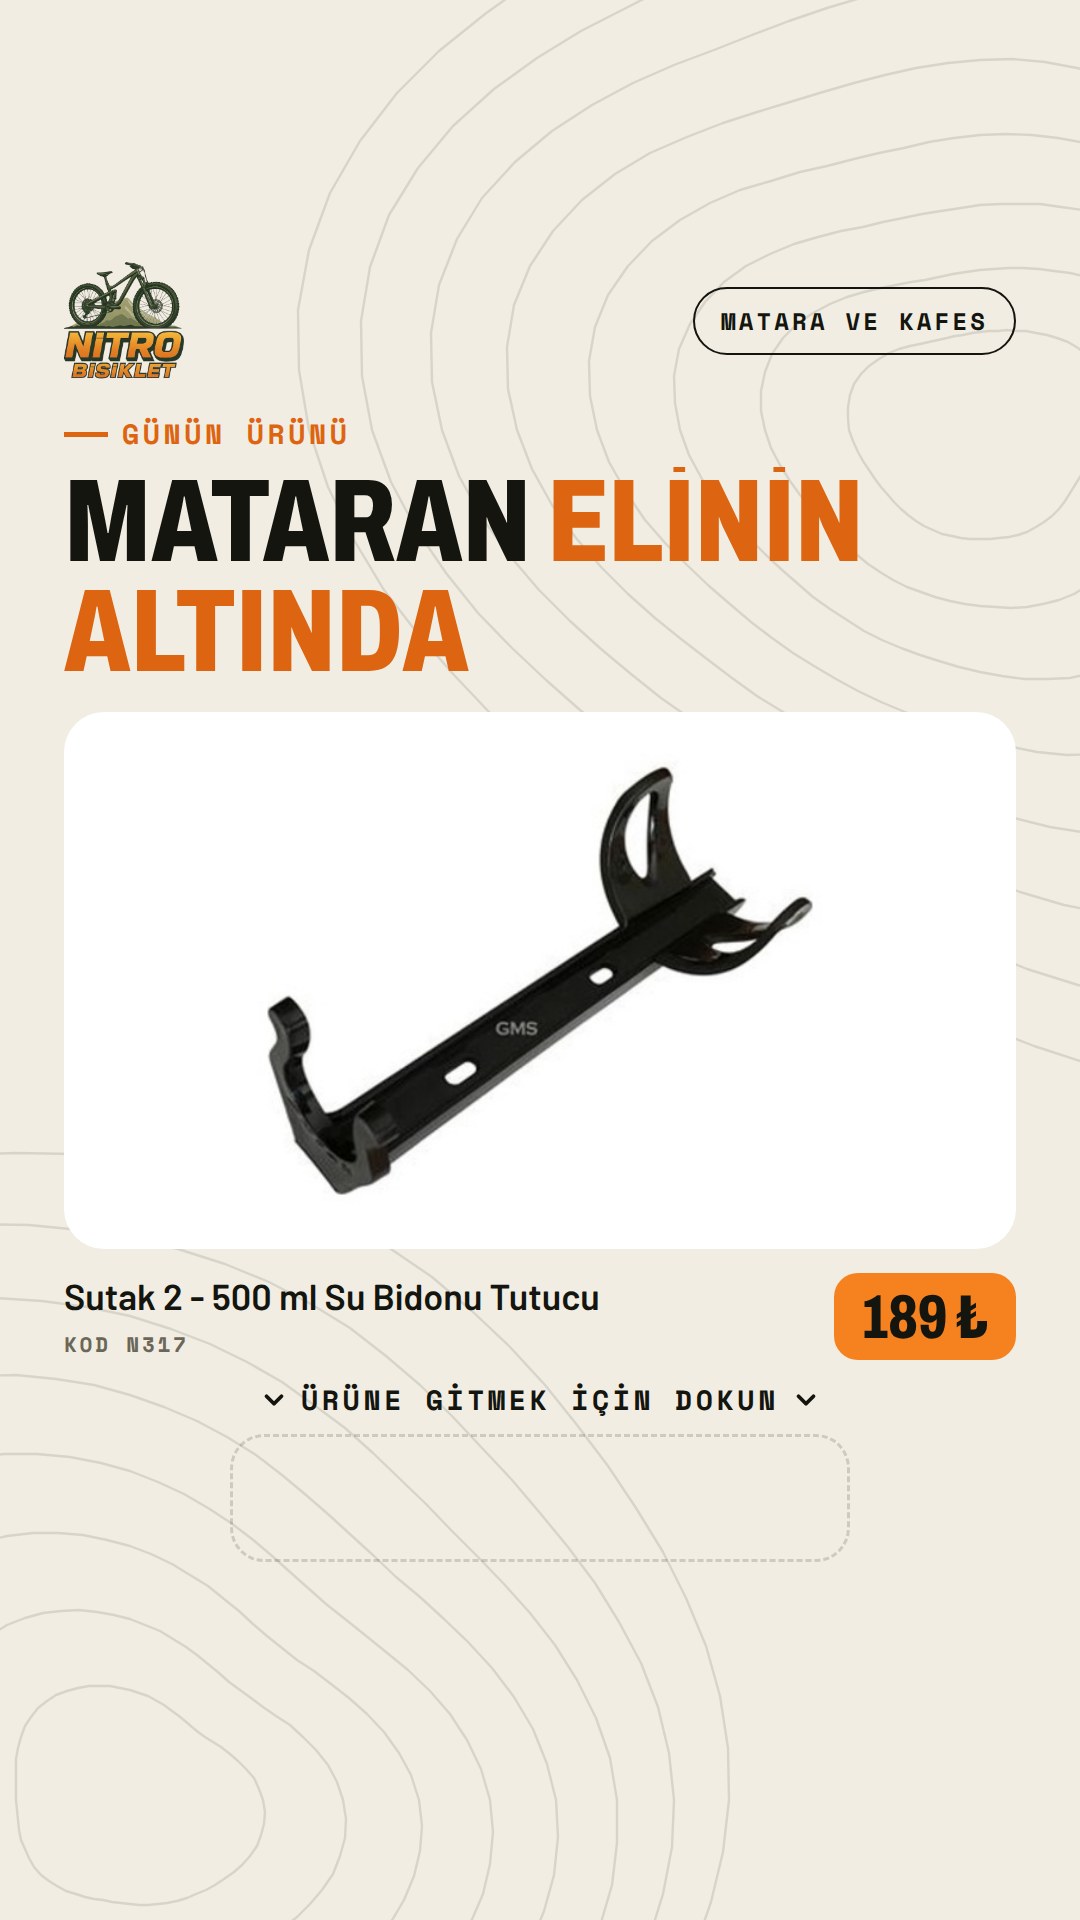 NiTRO
BISIKLET
MATARA VE KAFES
GÜNÜN ÜRÜNÜ
MATARAN ELİNİN
ALTINDA
GMS
Sutak 2 - 500 ml Su Bidonu Tutucu
189 ₺
KOD N317
ÜRÜNE GİTMEK İÇİN DOKUN